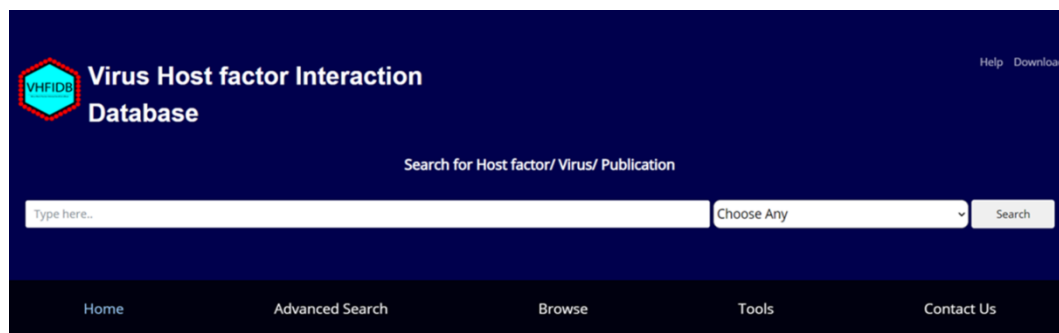 VHFIDB
Virus Host factor Interaction
Database
Help Downloa
Search for Host factor/ Virus/ Publication
Type here..
Choose Any
Search
Home
Advanced Search
Browse
Tools
Contact Us